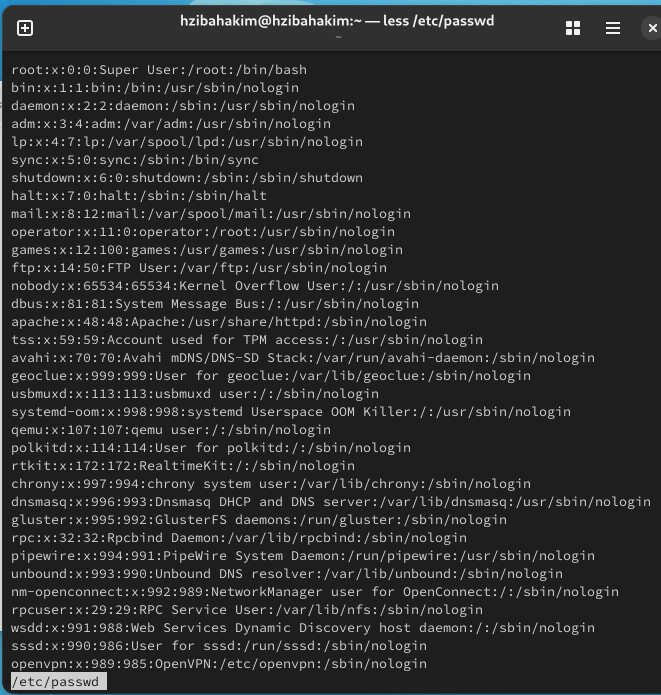 hzibahakim@hzibahakim:~ — less /etc/passwd
~
root:x:0:0:Super User:/root:/bin/bash
bin:x:1:1:bin:/bin:/usr/sbin/nologin
daemon:x:2:2:daemon:/sbin:/usr/sbin/nologin
adm:x:3:4:adm:/var/adm:/usr/sbin/nologin
lp:x:4:7:lp:/var/spool/lpd:/usr/sbin/nologin
sync:x:5:0:sync:/sbin:/bin/sync
shutdown:x:6:0:shutdown:/sbin:/sbin/shutdown
halt:x:7:0:halt:/sbin:/sbin/halt
mail:x:8:12:mail:/var/spool/mail:/usr/sbin/nologin
operator:x:11:0:operator:/root:/usr/sbin/nologin
games:x:12:100:games:/usr/games:/usr/sbin/nologin
ftp:x:14:50:FTP User:/var/ftp:/usr/sbin/nologin
nobody:x:65534:65534:Kernel Overflow User:/:/usr/sbin/nologin
dbus:x:81:81:System Message Bus:/:/usr/sbin/nologin
apache:x:48:48:Apache:/usr/share/httpd:/sbin/nologin
tss:x:59:59:Account used for TPM access:/:/usr/sbin/nologin
avahi:x:70:70:Avahi mDNS/DNS-SD Stack:/var/run/avahi-daemon:/sbin/nologin
geoclue:x:999:999:User for geoclue:/var/lib/geoclue:/sbin/nologin
usbmuxd:x:113:113:usbmuxd user:/:/sbin/nologin
systemd-oom:x:998:998:systemd Userspace OOM Killer:/:/usr/sbin/nologin
qemu:x:107:107:qemu user:/:/sbin/nologin
polkitd:x:114:114:User for polkitd:/:/sbin/nologin
rtkit:x:172:172:RealtimeKit:/:/sbin/nologin
chrony:x:997:994:chrony system user:/var/lib/chrony:/sbin/nologin
dnsmasq:x:996:993:Dnsmasq DHCP and DNS server:/var/lib/dnsmasq:/usr/sbin/nologin
gluster:x:995:992:GlusterFS daemons:/run/gluster:/sbin/nologin
rpc:x:32:32:Rpcbind Daemon:/var/lib/rpcbind:/sbin/nologin
pipewire:x:994:991:PipeWire System Daemon:/run/pipewire:/usr/sbin/nologin
unbound:x:993:990:Unbound DNS resolver:/var/lib/unbound:/sbin/nologin
nm-openconnect:x:992:989:NetworkManager user for OpenConnect:/:/sbin/nologin
rpcuser:x:29:29:RPC Service User:/var/lib/nfs:/sbin/nologin
wsdd:x:991:988:Web Services Dynamic Discovery host daemon:/:/sbin/nologin
sssd:x:990:986:User for sssd:/run/sssd:/sbin/nologin
openvpn:x:989:985:OpenVPN:/etc/openvpn:/sbin/nologin
/etc/passwd